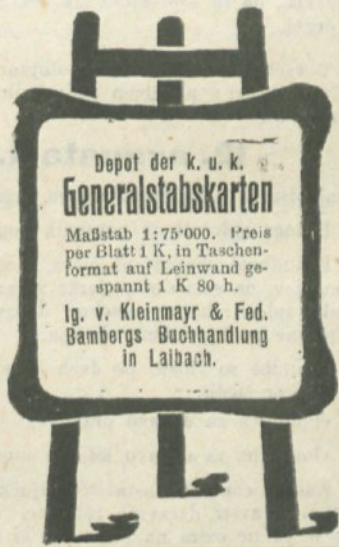 Depot der k. u. k.
Generalstabskarten
Maßstab 1:75·000. Preis
per Blatt 1 K, in Taschen-
format auf Leinwand ge-
spannt 1 K 80 h.
Ig. v. Kleinmayr & Fed.
Bambergs Buchhandlung
in Laibach.